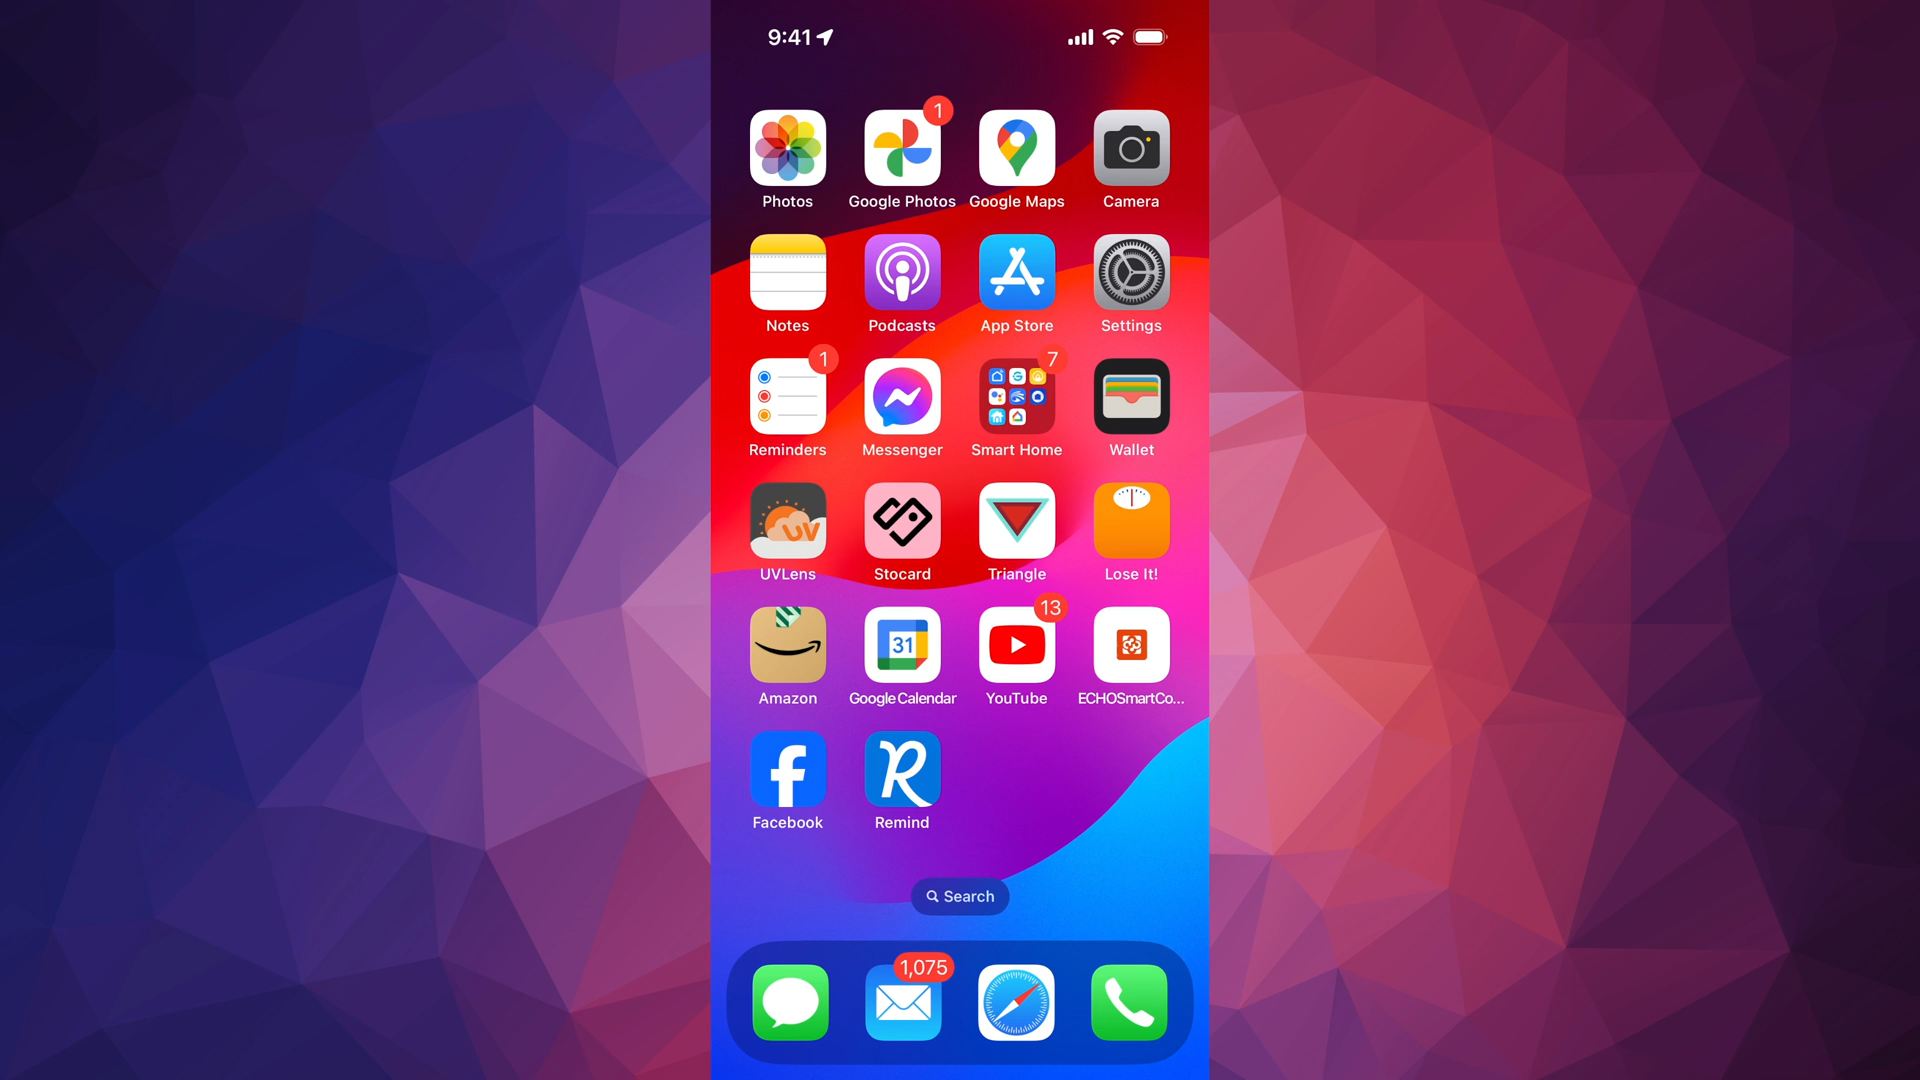 9:41
1
Photos Google Photos Google Maps Camera
Notes Podcasts App Store Settings
1 7
Reminders Messenger Smart Home Wallet
UV
UVLens Stocard Triangle Lose It!
13
31
Amazon Google Calendar YouTube ECHOSmartCo...
f R
Facebook Remind
Search
1,075